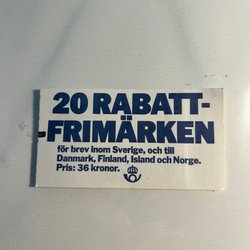 20 RABATT-
FRIMÄRKEN
för brev inom Sverige, och till
Danmark, Finland, Island och Norge.
Pris: 36 kronor.